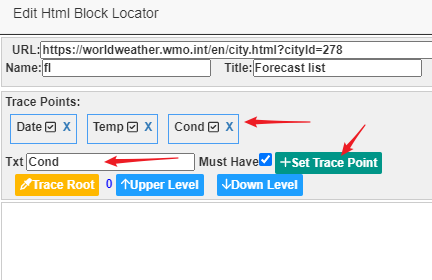 Edit Html Block Locator
URL: https://worldweather.wmo.int/en/city.html?cityId=278
Name: fl Title: Forecast list
Trace Points:
Date X Temp X Cond X
Txt Cond Must Have +Set Trace Point
Trace Root 0 Upper Level Down Level